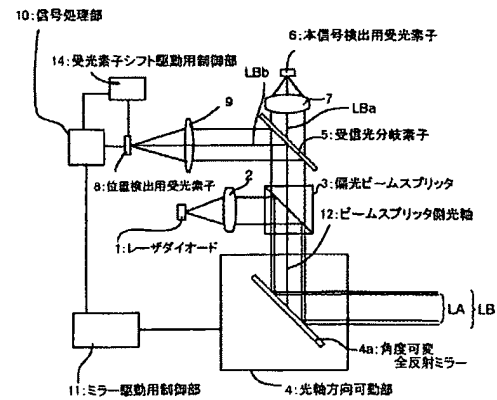 10:信号処理部
6:本信号検出用受光素子
14:受光素子シフト駆動用制御部
LBb
7
9
LBa
5:受信光分岐素子
8:位置検出用受光素子
2
3:偏光ビームスプリッタ
12:ビームスプリッタ側光軸
1:レーザダイオード
LA
LB
4a:角度可変
全反射ミラー
11:ミラー駆動用制御部
4:光軸方向可動部